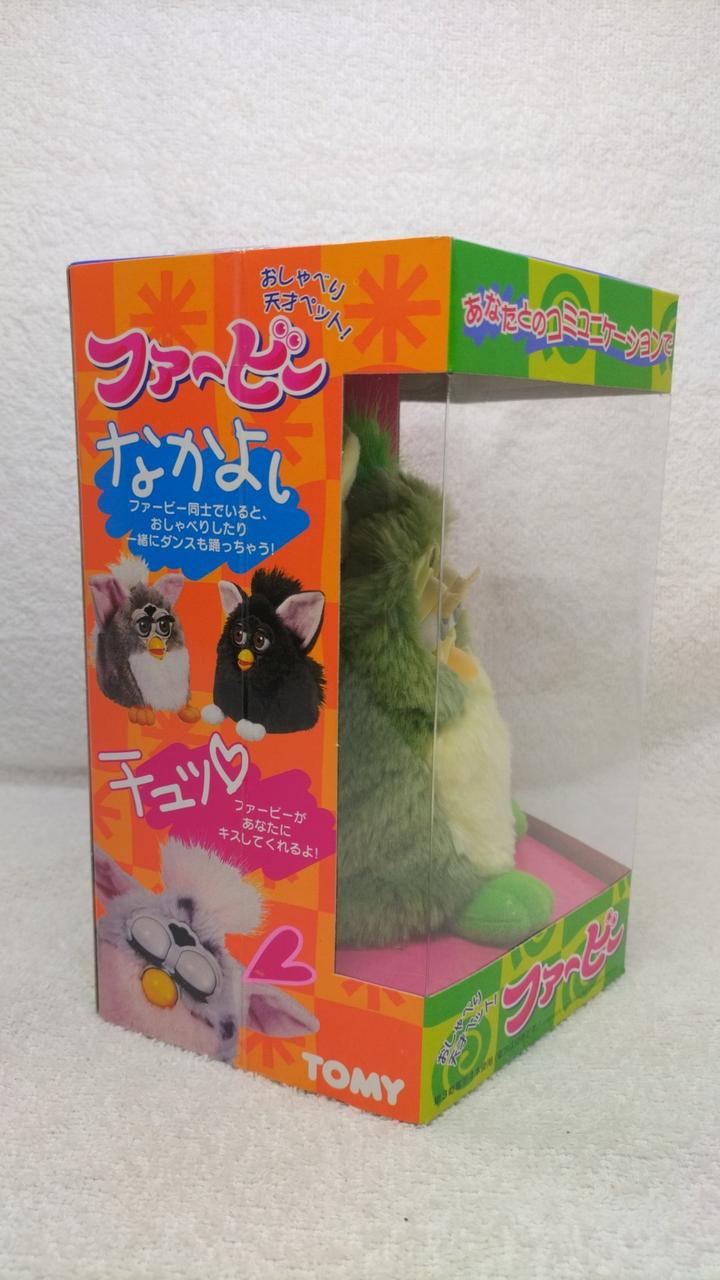 おしゃべり
天才ペット!
ファービー
なかよし
ファービー同士でいると、
おしゃべりしたり
一緒にダンスも踊っちゃう!
チュッ♡
ファービーが
あなたに
キスしてくれるよ!
TOMY
あなたとのコミュニケーションで
おしゃべり
天才ペット!
ファービー